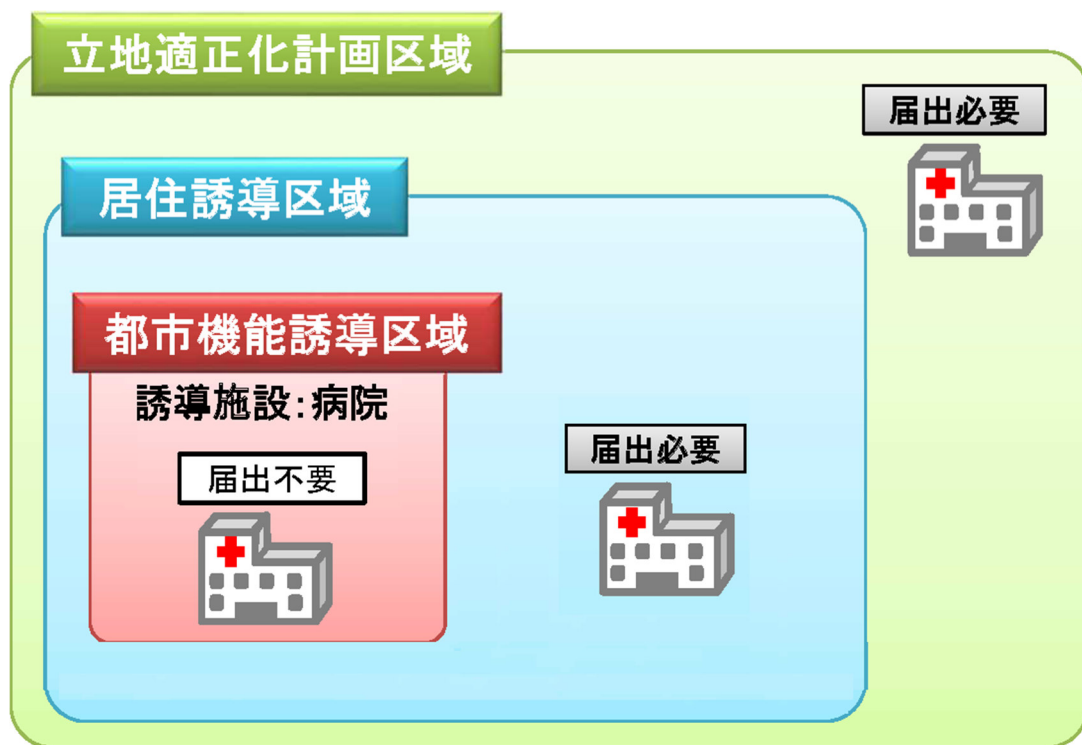 立地適正化計画区域
届出必要
居住誘導区域
都市機能誘導区域
誘導施設:病院
届出必要
届出不要